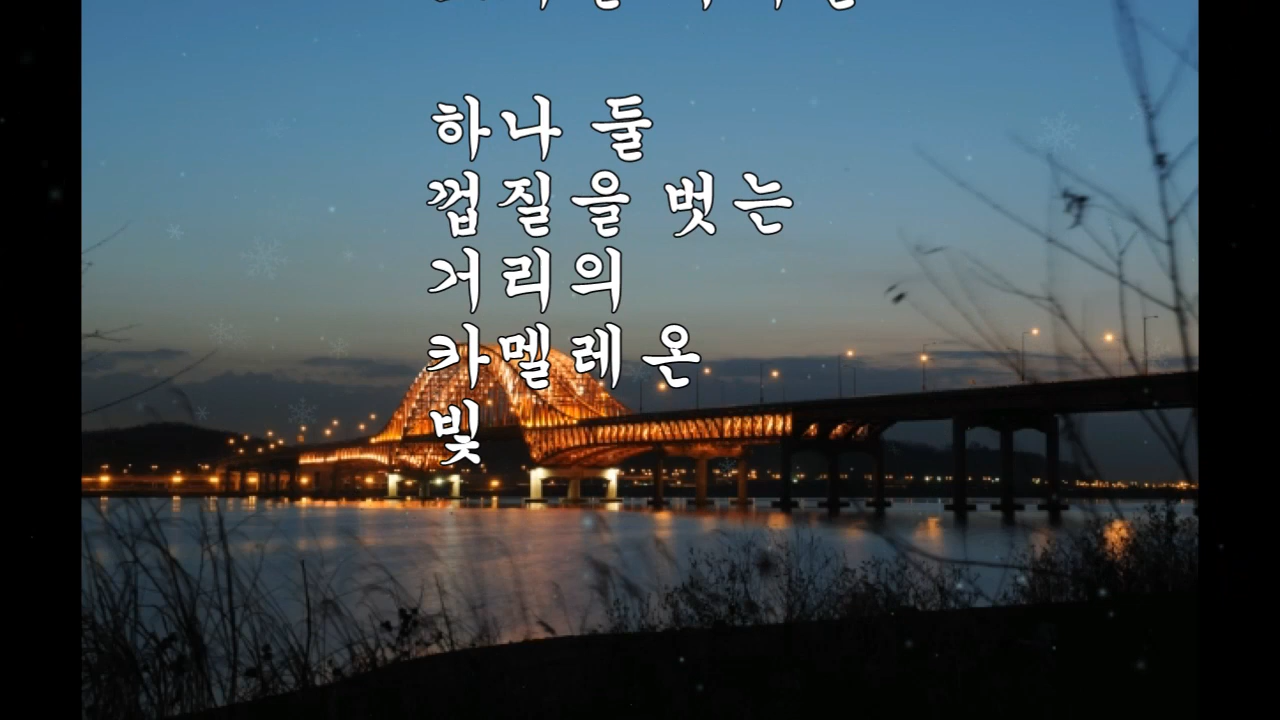 하나 둘
껍질을 벗는
거리의
카멜레온
빛